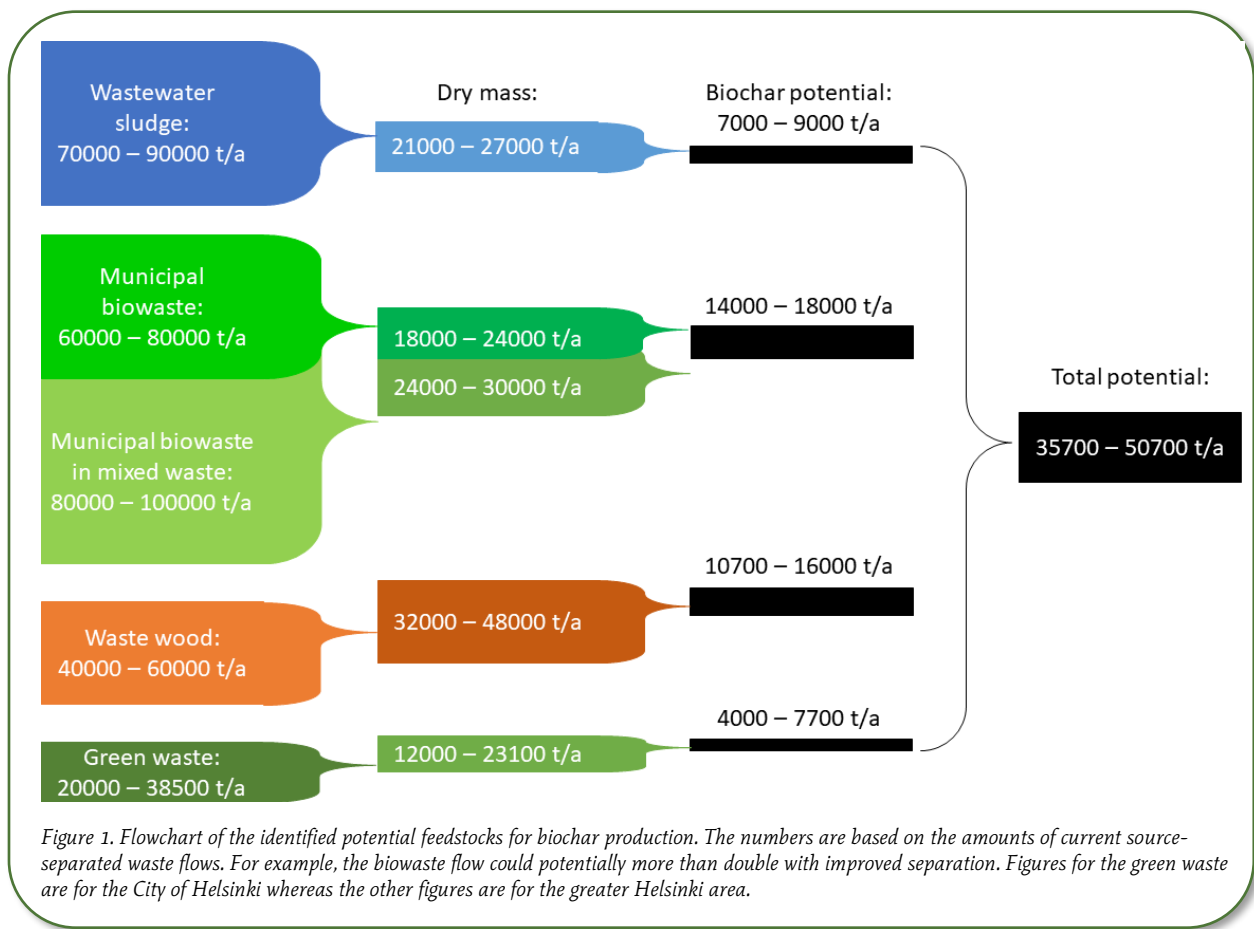 Wastewater
sludge:
70000 – 90000 t/a
Dry mass:
21000 – 27000 t/a
Biochar potential:
7000 – 9000 t/a
Municipal
biowaste:
60000 – 80000 t/a
18000 – 24000 t/a
24000 – 30000 t/a
14000 – 18000 t/a
Municipal biowaste
in mixed waste:
80000 – 100000 t/a
Total potential:
35700 – 50700 t/a
Waste wood:
40000 – 60000 t/a
32000 – 48000 t/a
10700 – 16000 t/a
Green waste:
20000 – 38500 t/a
12000 – 23100 t/a
4000 – 7700 t/a
Figure 1. Flowchart of the identified potential feedstocks for biochar production. The numbers are based on the amounts of current source-
separated waste flows. For example, the biowaste flow could potentially more than double with improved separation. Figures for the green waste
are for the City of Helsinki whereas the other figures are for the greater Helsinki area.